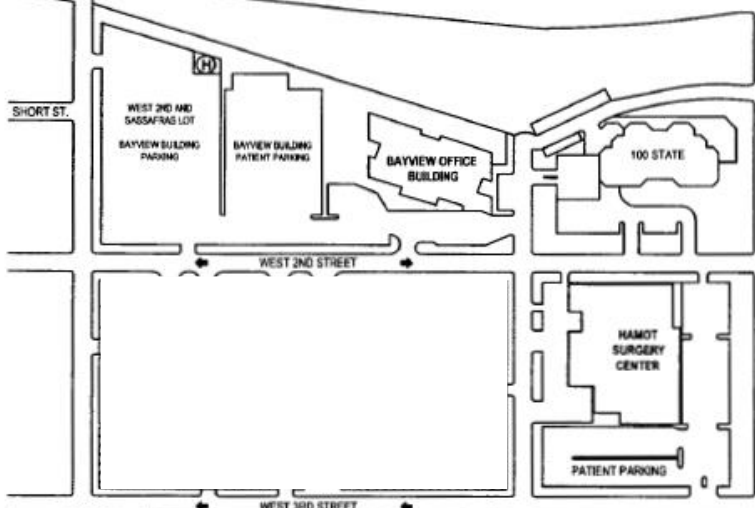 H
SHORT ST.
WEST 2ND AND
SASSAFRAS LOT
BAYVIEW BUILDING
PARKING
BAYVIEW BUILDING
PATIENT PARKING
BAYVIEW OFFICE
BUILDING
100 STATE
WEST 2ND STREET
HAMOT
SURGERY
CENTER
PATIENT PARKING
WEST 3RD STREET